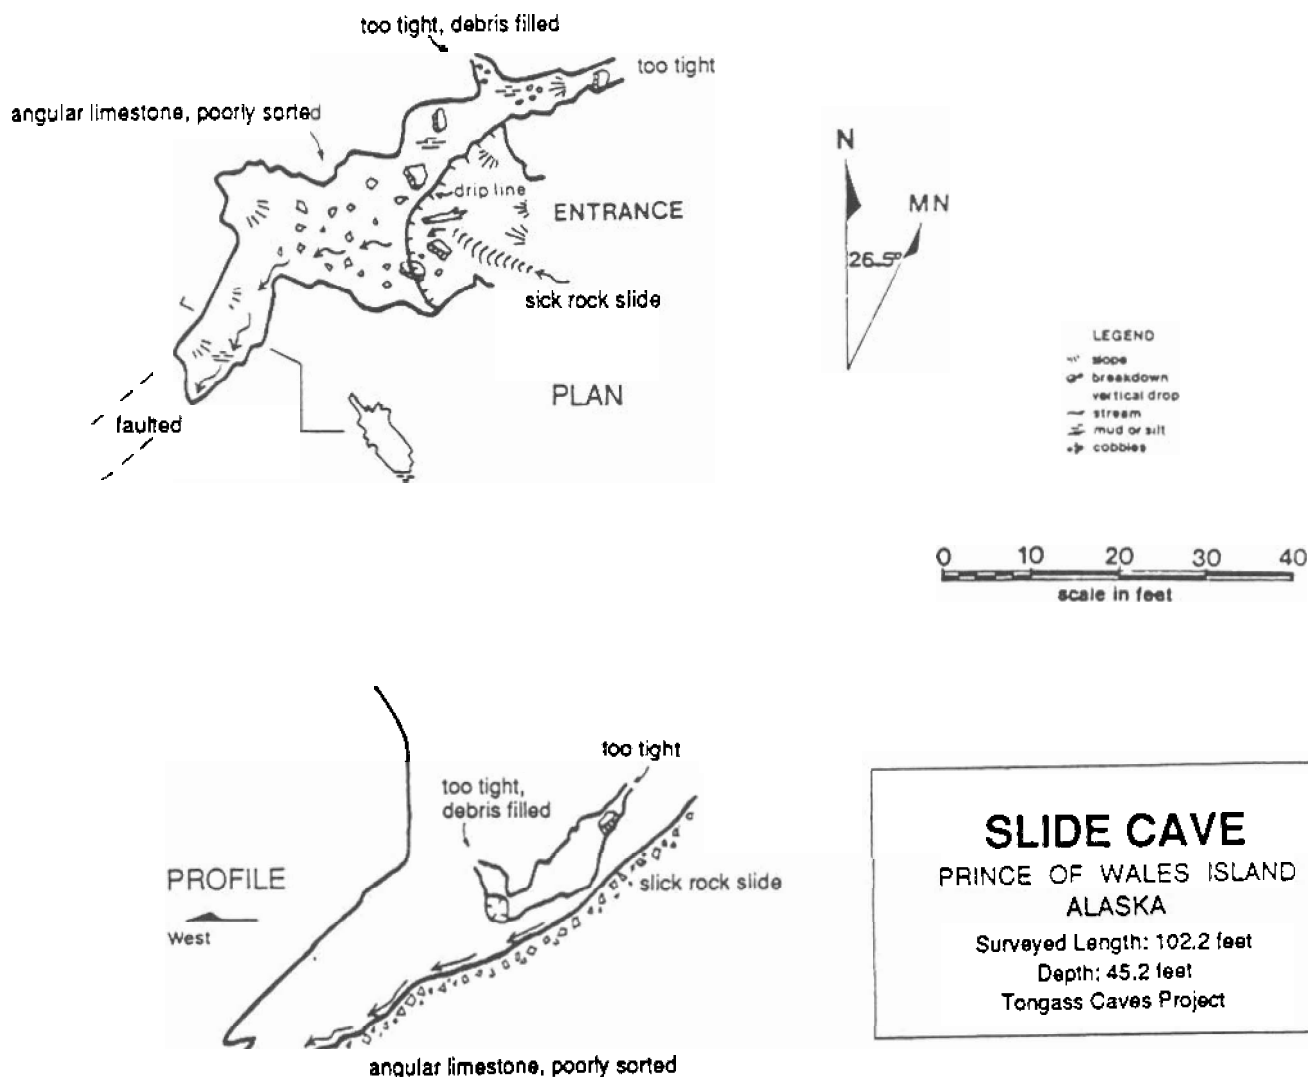 too tight, debris filled
too tight
angular limestone, poorly sorted
drip line
ENTRANCE
sick rock slide
PLAN
faulted
N
MN
26.5°
LEGEND
slope
breakdown
vertical drop
stream
mud or silt
cobbles
0 10 20 30 40
scale in feet
too tight
too tight,
debris filled
PROFILE
West
slick rock slide
angular limestone, poorly sorted
SLIDE CAVE
PRINCE OF WALES ISLAND
ALASKA
Surveyed Length: 102.2 feet
Depth: 45.2 feet
Tongass Caves Project